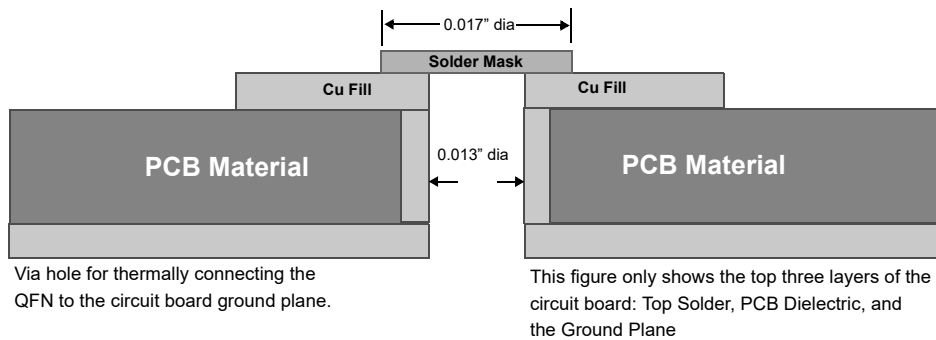 0.017” dia
Solder Mask
Cu Fill
Cu Fill
PCB Material
0.013” dia
PCB Material
Via hole for thermally connecting the
QFN to the circuit board ground plane.
This figure only shows the top three layers of the
circuit board: Top Solder, PCB Dielectric, and
the Ground Plane